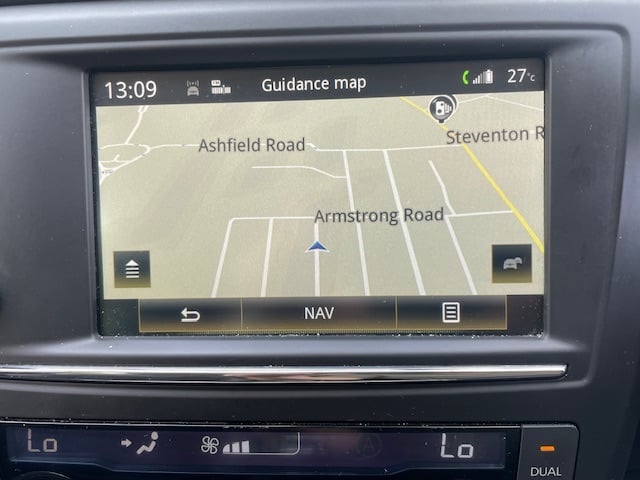 13:09 Guidance map 27°C
Ashfield Road
Steventon R
Armstrong Road
NAV
Lo Lo
DUAL